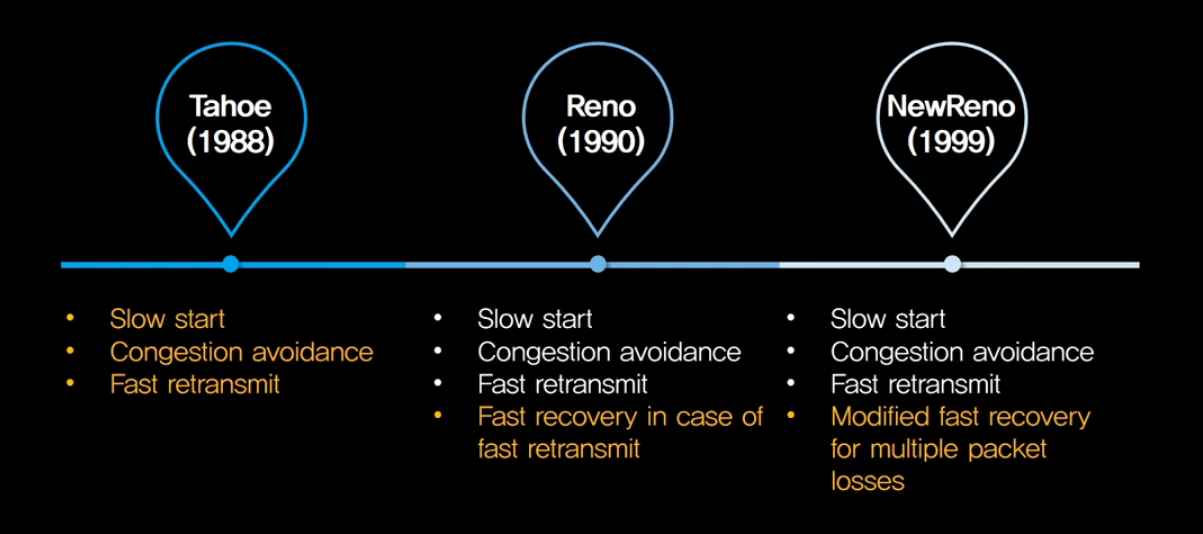 Tahoe
(1988)
Reno
(1990)
NewReno
(1999)
• Slow start
• Congestion avoidance
• Fast retransmit
• Slow start
• Congestion avoidance
• Fast retransmit
• Fast recovery in case of
fast retransmit
• Slow start
• Congestion avoidance
• Fast retransmit
• Modified fast recovery
for multiple packet
losses